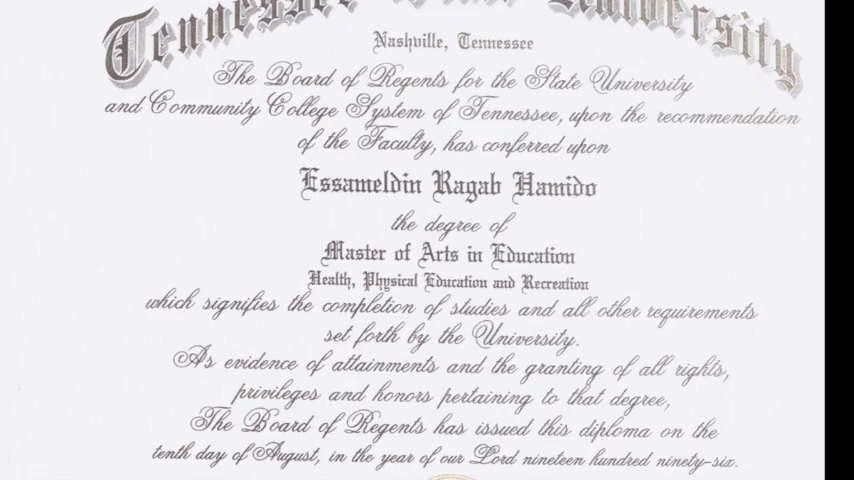 Tennessee University
Nashville, Tennessee
The Board of Regents for the State University
and Community College System of Tennessee, upon the recommendation
of the Faculty, has conferred upon
Essameldin Ragab Hamido
the degree of
Master of Arts in Education
Health, Physical Education and Recreation
which signifies the completion of studies and all other requirements
set forth by the University.
As evidence of attainments and the granting of all rights,
privileges and honors pertaining to that degree,
The Board of Regents has issued this diploma on the
tenth day of August, in the year of our Lord nineteen hundred ninety-six.